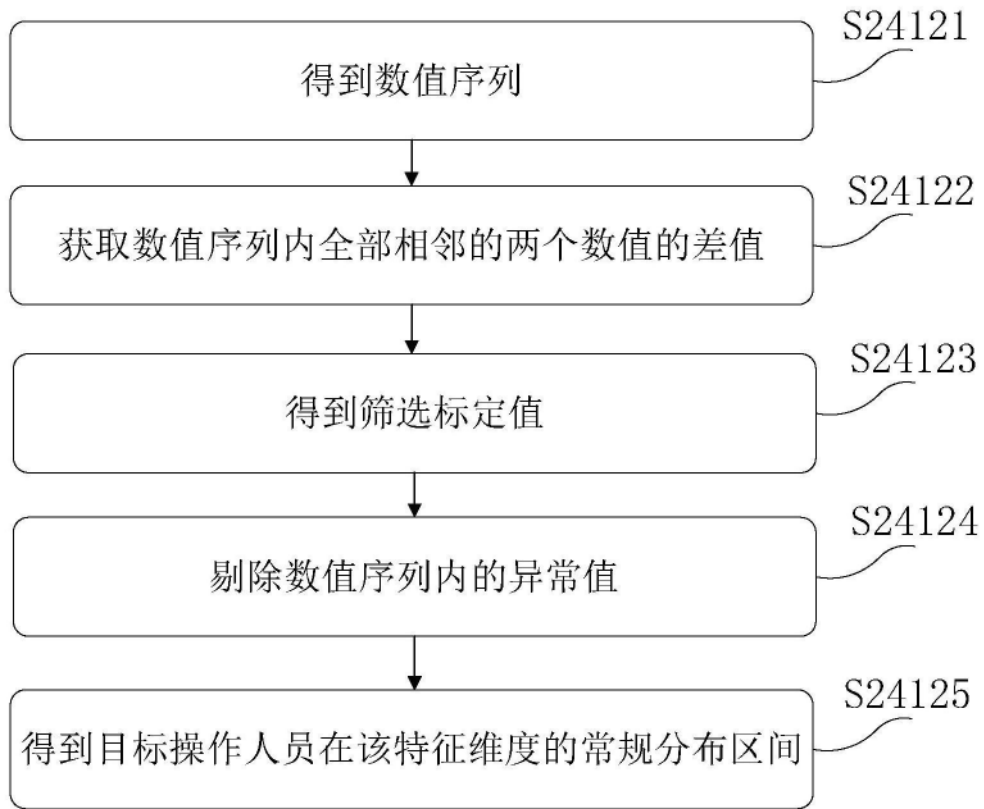 S24121
得到数值序列
S24122
获取数值序列内全部相邻的两个数值的差值
S24123
得到筛选标定值
S24124
剔除数值序列内的异常值
S24125
得到目标操作人员在该特征维度的常规分布区间